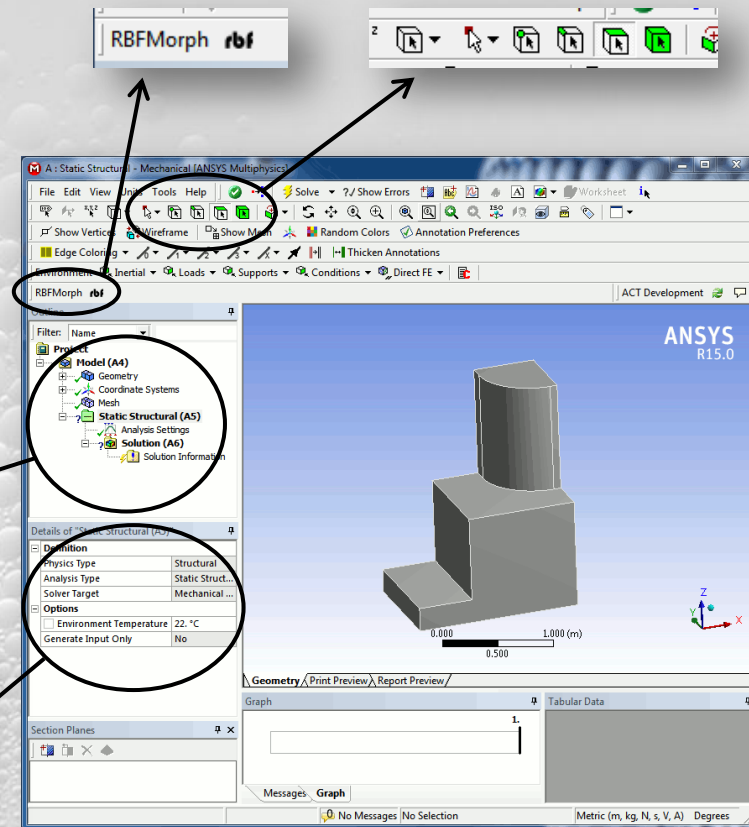 RBFMorph rbf
z
A : Static Structural - Mechanical [ANSYS Multiphysics]
File Edit View Units Tools Help Solve ?/ Show Errors Worksheet
Show Vertices Wireframe Show Mesh Random Colors Annotation Preferences
Edge Coloring Thicken Annotations
Environment Inertial Loads Supports Conditions Direct FE
RBFMorph rbf ACT Development
Outline
Filter: Name
Project
Model (A4)
Geometry
Coordinate Systems
Mesh
Static Structural (A5)
Analysis Settings
Solution (A6)
Solution Information
ANSYS
R15.0
Details of "Static Structural (A5)"
Definition
Physics Type Structural
Analysis Type Static Struct...
Solver Target Mechanical ...
Options
Environment Temperature 22. °C
Generate Input Only No
Z
Y
X
0.000 1.000 (m)
0.500
Geometry Print Preview Report Preview
Section Planes
Graph
1.
Messages Graph
Tabular Data
No Messages No Selection Metric (m, kg, N, s, V, A) Degrees